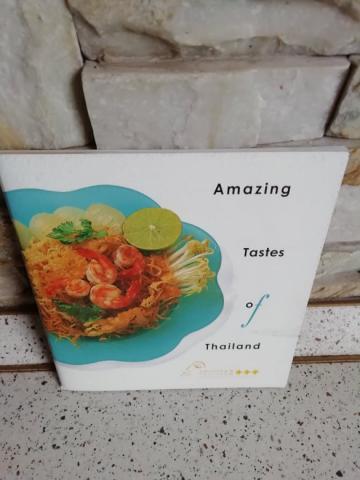 Amazing
Tastes
of
Thailand